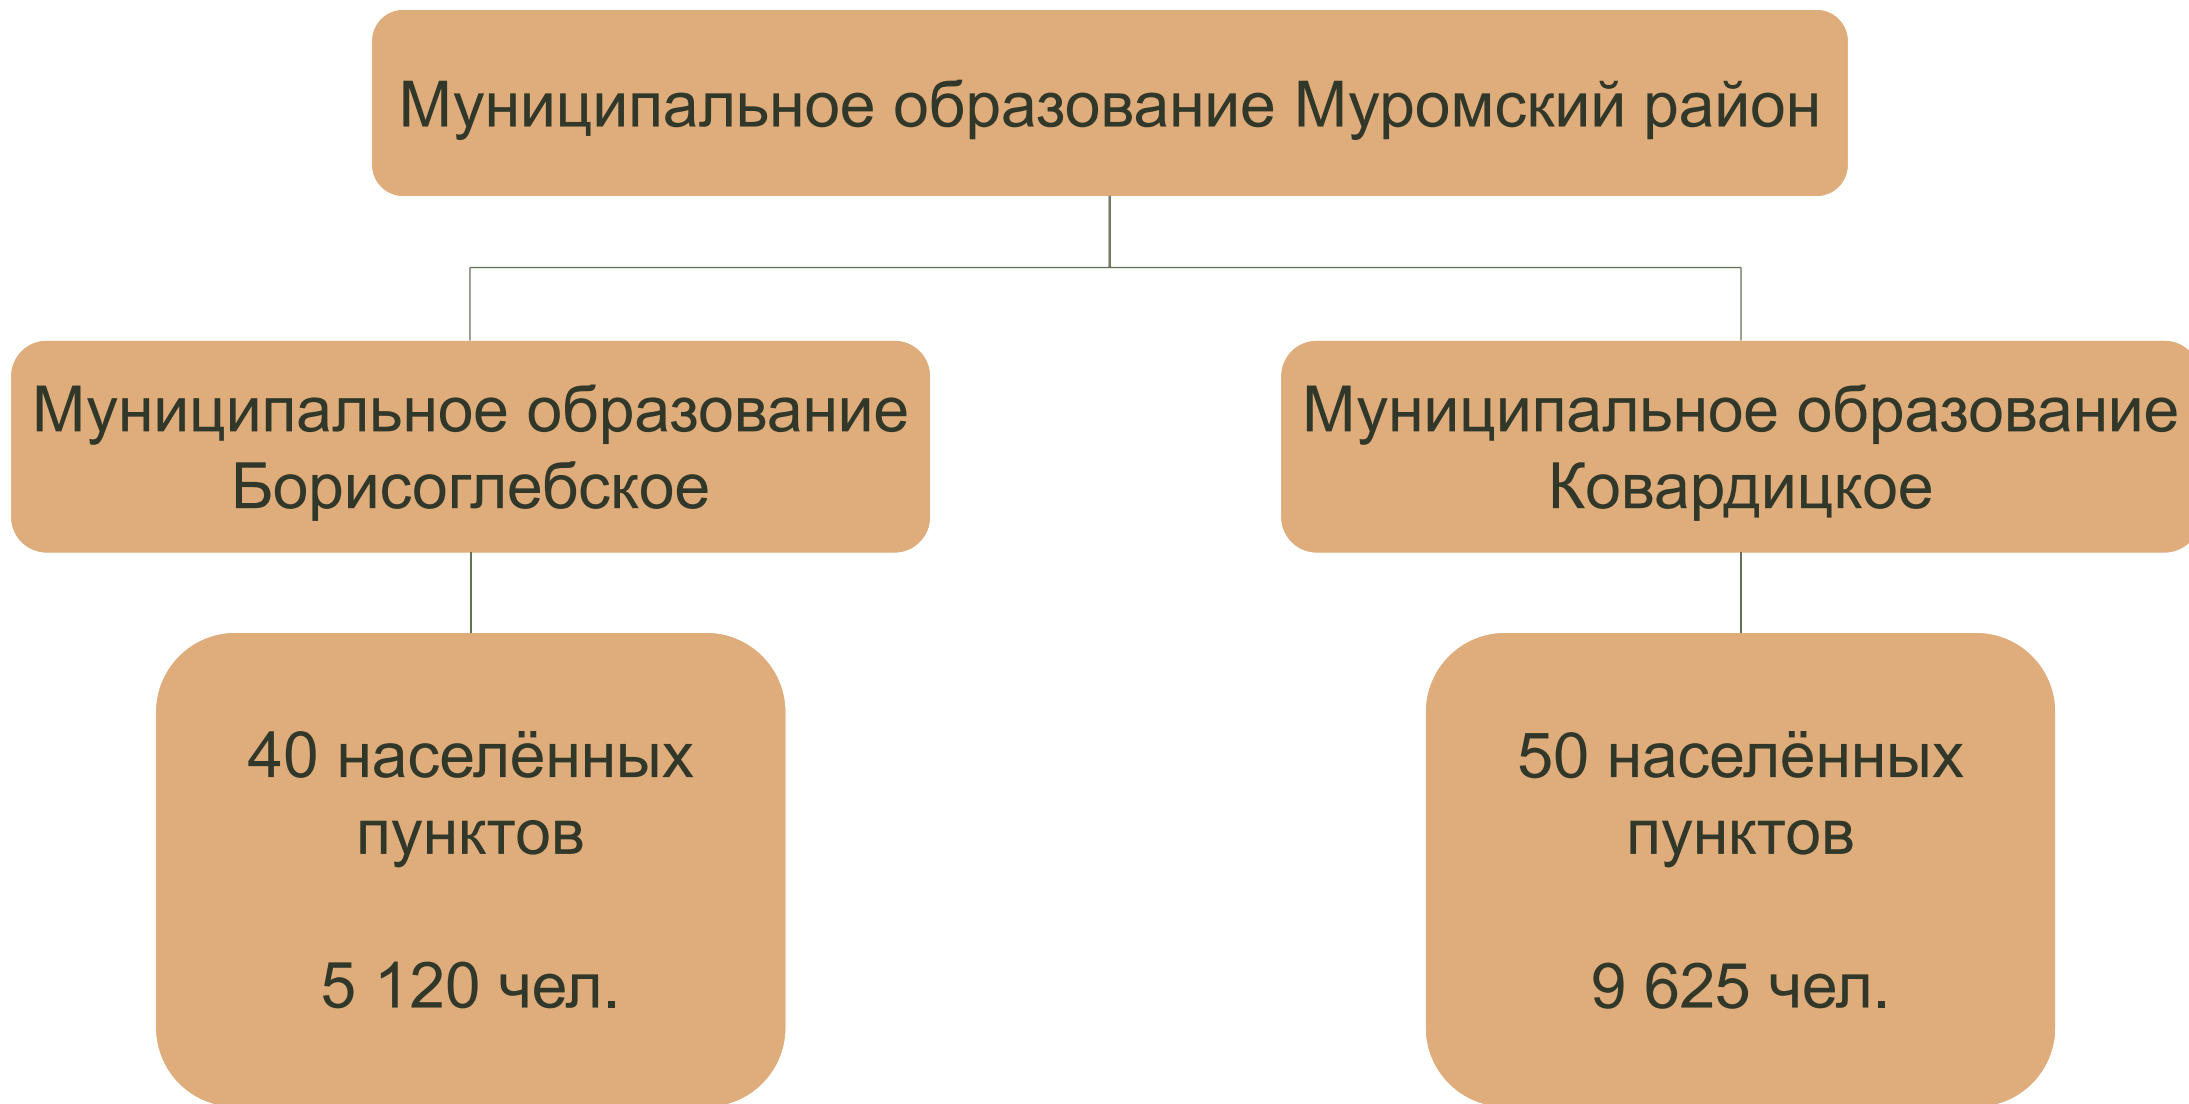 Муниципальное образование Муромский район
Муниципальное образование
Борисоглебское
Муниципальное образование
Ковардицкое
40 населённых
пунктов
5 120 чел.
50 населённых
пунктов
9 625 чел.